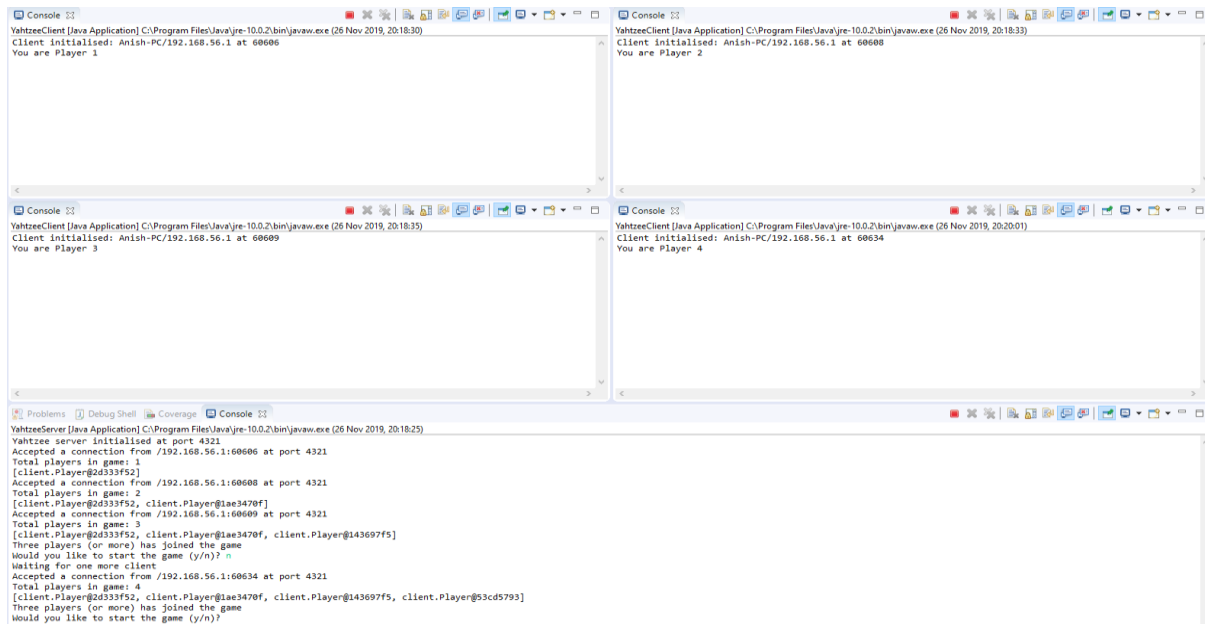 Console
YahtzeeClient [Java Application] C:\Program Files\Java\jre-10.0.2\bin\javaw.exe (26 Nov 2019, 20:18:30)
Client initialised: Anish-PC/192.168.56.1 at 60606
You are Player 1
Console
YahtzeeClient [Java Application] C:\Program Files\Java\jre-10.0.2\bin\javaw.exe (26 Nov 2019, 20:18:33)
Client initialised: Anish-PC/192.168.56.1 at 60608
You are Player 2
Console
YahtzeeClient [Java Application] C:\Program Files\Java\jre-10.0.2\bin\javaw.exe (26 Nov 2019, 20:18:35)
Client initialised: Anish-PC/192.168.56.1 at 60609
You are Player 3
Console
YahtzeeClient [Java Application] C:\Program Files\Java\jre-10.0.2\bin\javaw.exe (26 Nov 2019, 20:20:01)
Client initialised: Anish-PC/192.168.56.1 at 60634
You are Player 4
Problems Debug Shell Coverage Console
YahtzeeServer [Java Application] C:\Program Files\Java\jre-10.0.2\bin\javaw.exe (26 Nov 2019, 20:18:25)
Yahtzee server initialised at port 4321
Accepted a connection from /192.168.56.1:60606 at port 4321
Total players in game: 1
[client.Player@2d333f52]
Accepted a connection from /192.168.56.1:60608 at port 4321
Total players in game: 2
[client.Player@2d333f52, client.Player@1ae3470f]
Accepted a connection from /192.168.56.1:60609 at port 4321
Total players in game: 3
[client.Player@2d333f52, client.Player@1ae3470f, client.Player@143697f5]
Three players (or more) has joined the game
Would you like to start the game (y/n)? n
Waiting for one more client
Accepted a connection from /192.168.56.1:60634 at port 4321
Total players in game: 4
[client.Player@2d333f52, client.Player@1ae3470f, client.Player@143697f5, client.Player@53cd5793]
Three players (or more) has joined the game
Would you like to start the game (y/n)?